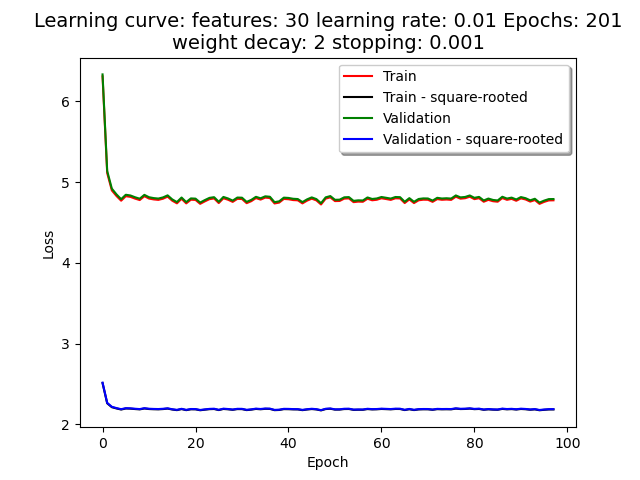 Learning curve: features: 30 learning rate: 0.01 Epochs: 201
weight decay: 2 stopping: 0.001
Train
Train - square-rooted
Validation
Validation - square-rooted
6
5
4
3
2
Loss
0 20 40 60 80 100
Epoch